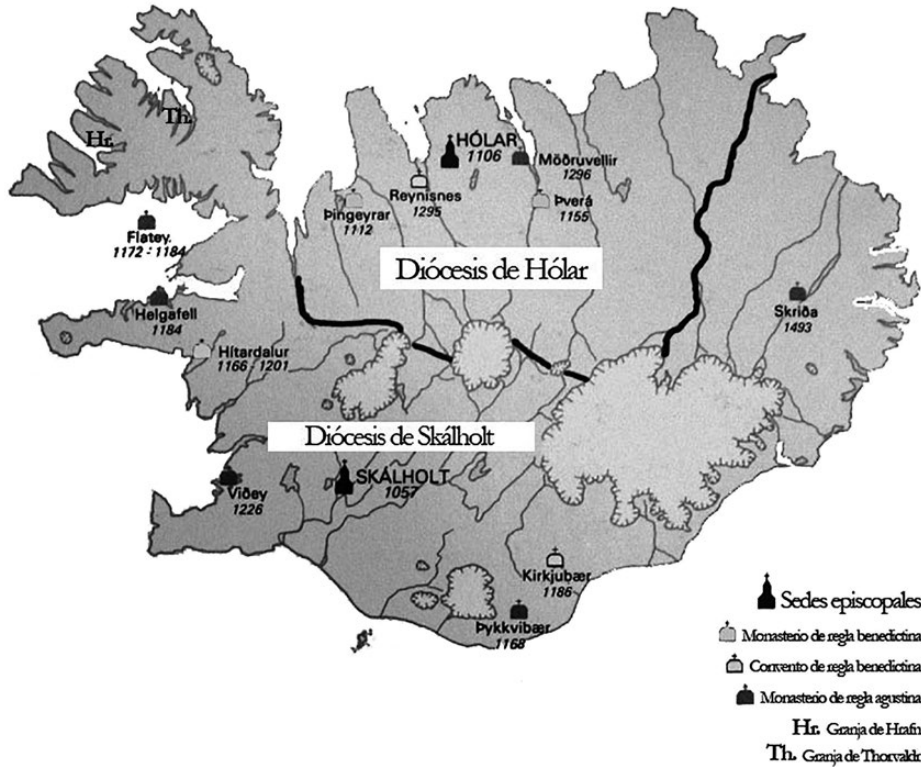 Th.
Hr.
HÓLAR
1106
Möðruvellir
1296
Reynisnes
1295
Þingeyrar
1112
Þverá
1155
Flatey.
1172 - 1184
Diócesis de Hólar
Helgafell
1184
Skriða
1493
Hítardalur
1166 - 1201
Diócesis de Skálholt
SKÁLHOLT
1057
Viðey
1226
Kirkjubær
1186
Þykkvibær
1168
Sedes episcopales
Monasterio de regla benedictina
Convento de regla benedictina
Monasterio de regla agustina
Hr. Granja de Hrafn
Th. Granja de Thorvaldr